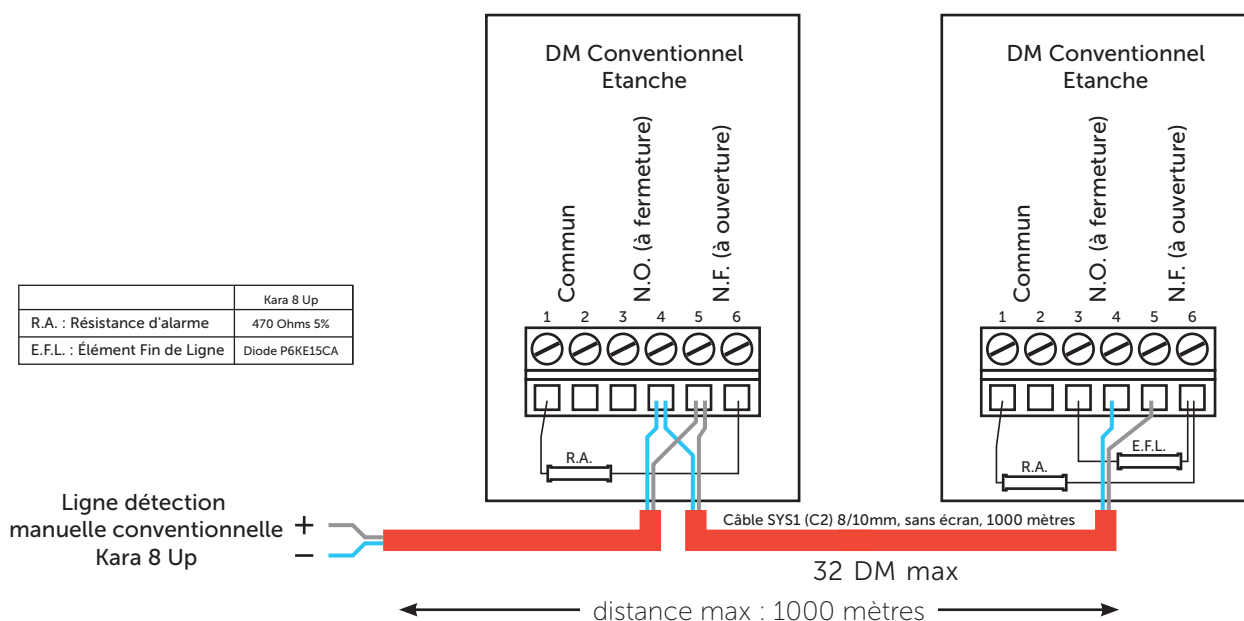 DM Conventionnel
Etanche
Commun
N.O. (à fermeture)
N.F. (à ouverture)
1 2 3 4 5 6
R.A.
DM Conventionnel
Etanche
Commun
N.O. (à fermeture)
N.F. (à ouverture)
1 2 3 4 5 6
E.F.L.
R.A.
Kara 8 Up
R.A. : Résistance d'alarme 470 Ohms 5%
E.F.L. : Élément Fin de Ligne Diode P6KE15CA
Ligne détection
manuelle conventionnelle
Kara 8 Up
+
−
Câble SYS1 (C2) 8/10mm, sans écran, 1000 mètres
32 DM max
distance max : 1000 mètres